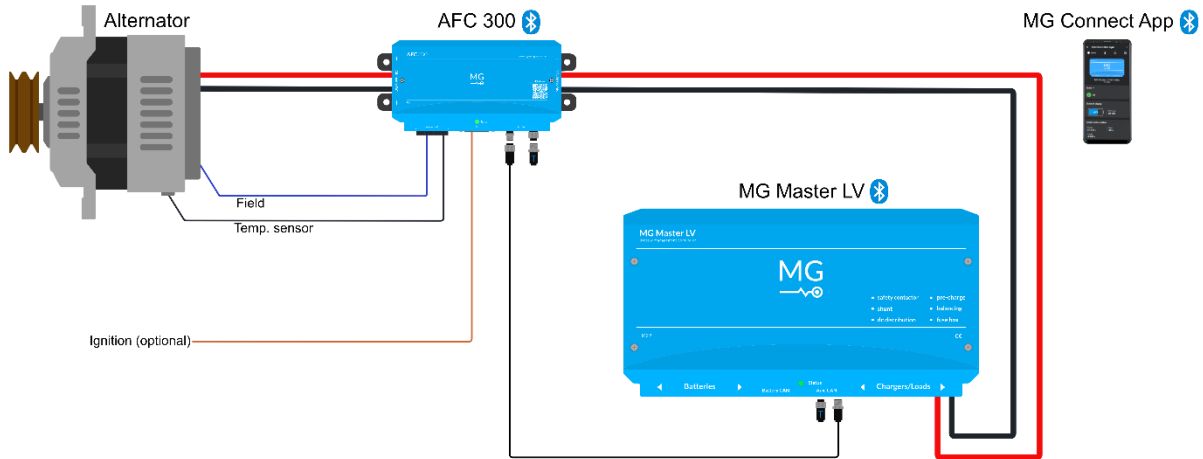 Alternator
AFC 300
MG Connect App
MG
Field
Temp. sensor
Ignition (optional)
MG Master LV
MG Master LV
MG
safety contactor
pre-charge
shunt
balancing
dc distribution
fuse box
CE
Status
Batteries
Chargers/Loads